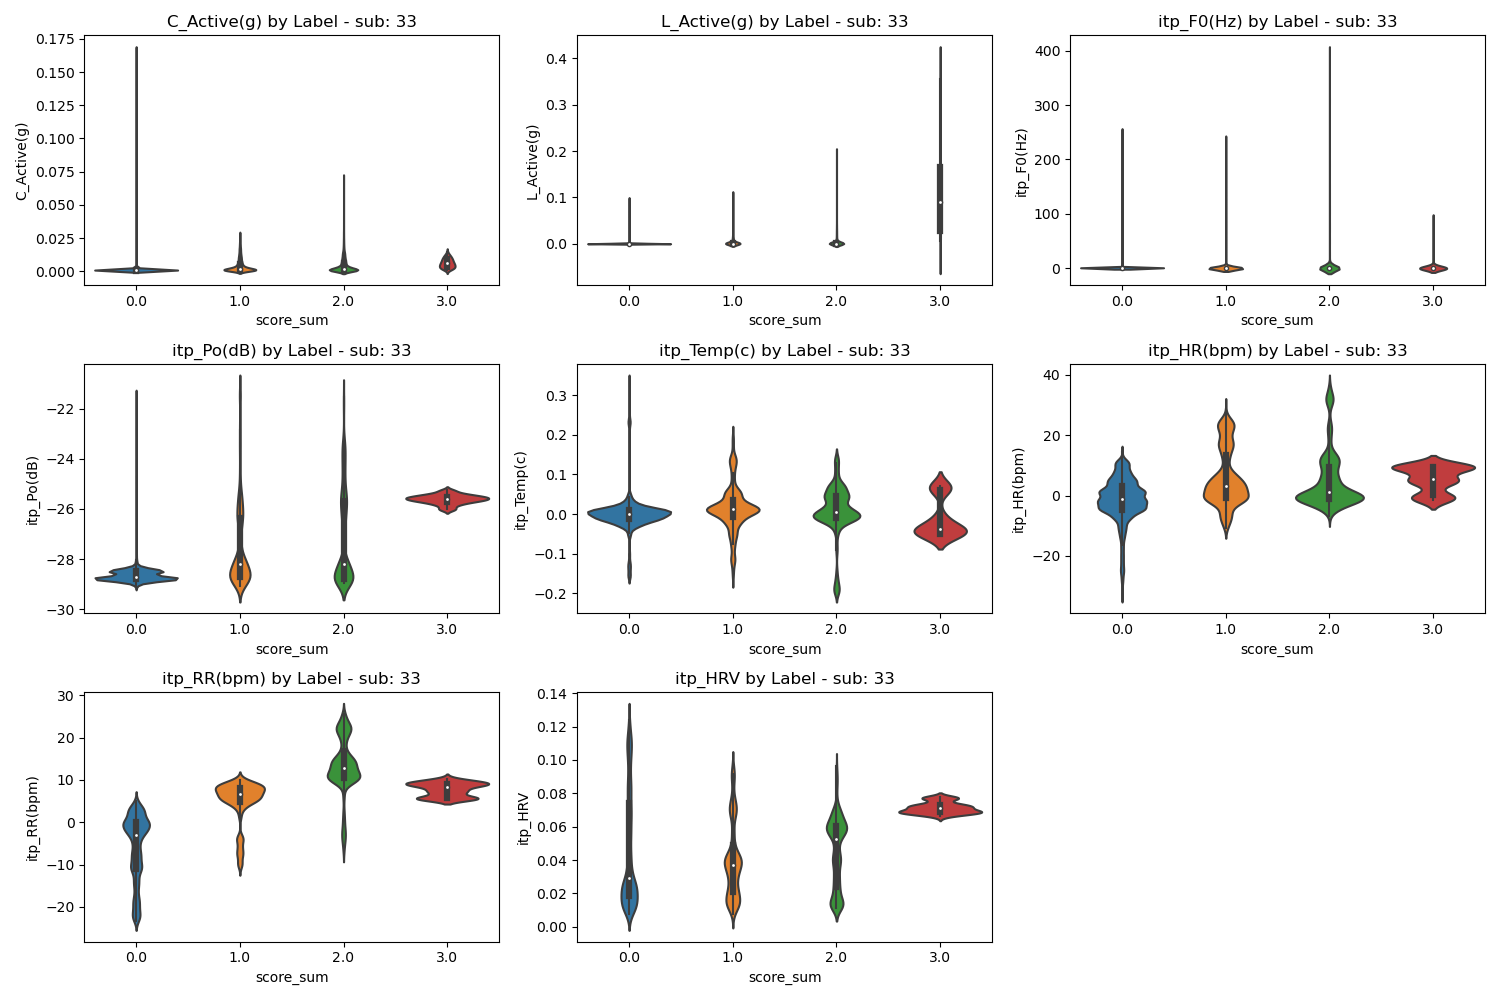 C_Active(g) by Label - sub: 33
L_Active(g) by Label - sub: 33
itp_F0(Hz) by Label - sub: 33
C_Active(g)
0.175
0.150
0.125
0.100
0.075
0.050
0.025
0.000
0.0 1.0 2.0 3.0
score_sum
L_Active(g)
0.4
0.3
0.2
0.1
0.0
0.0 1.0 2.0 3.0
score_sum
itp_F0(Hz)
400
300
200
100
0
0.0 1.0 2.0 3.0
score_sum
itp_Po(dB) by Label - sub: 33
itp_Temp(c) by Label - sub: 33
itp_HR(bpm) by Label - sub: 33
itp_Po(dB)
−22
−24
−26
−28
−30
0.0 1.0 2.0 3.0
score_sum
itp_Temp(c)
0.3
0.2
0.1
0.0
−0.1
−0.2
0.0 1.0 2.0 3.0
score_sum
itp_HR(bpm)
40
20
0
−20
0.0 1.0 2.0 3.0
score_sum
itp_RR(bpm) by Label - sub: 33
itp_HRV by Label - sub: 33
itp_RR(bpm)
30
20
10
0
−10
−20
0.0 1.0 2.0 3.0
score_sum
itp_HRV
0.14
0.12
0.10
0.08
0.06
0.04
0.02
0.00
0.0 1.0 2.0 3.0
score_sum